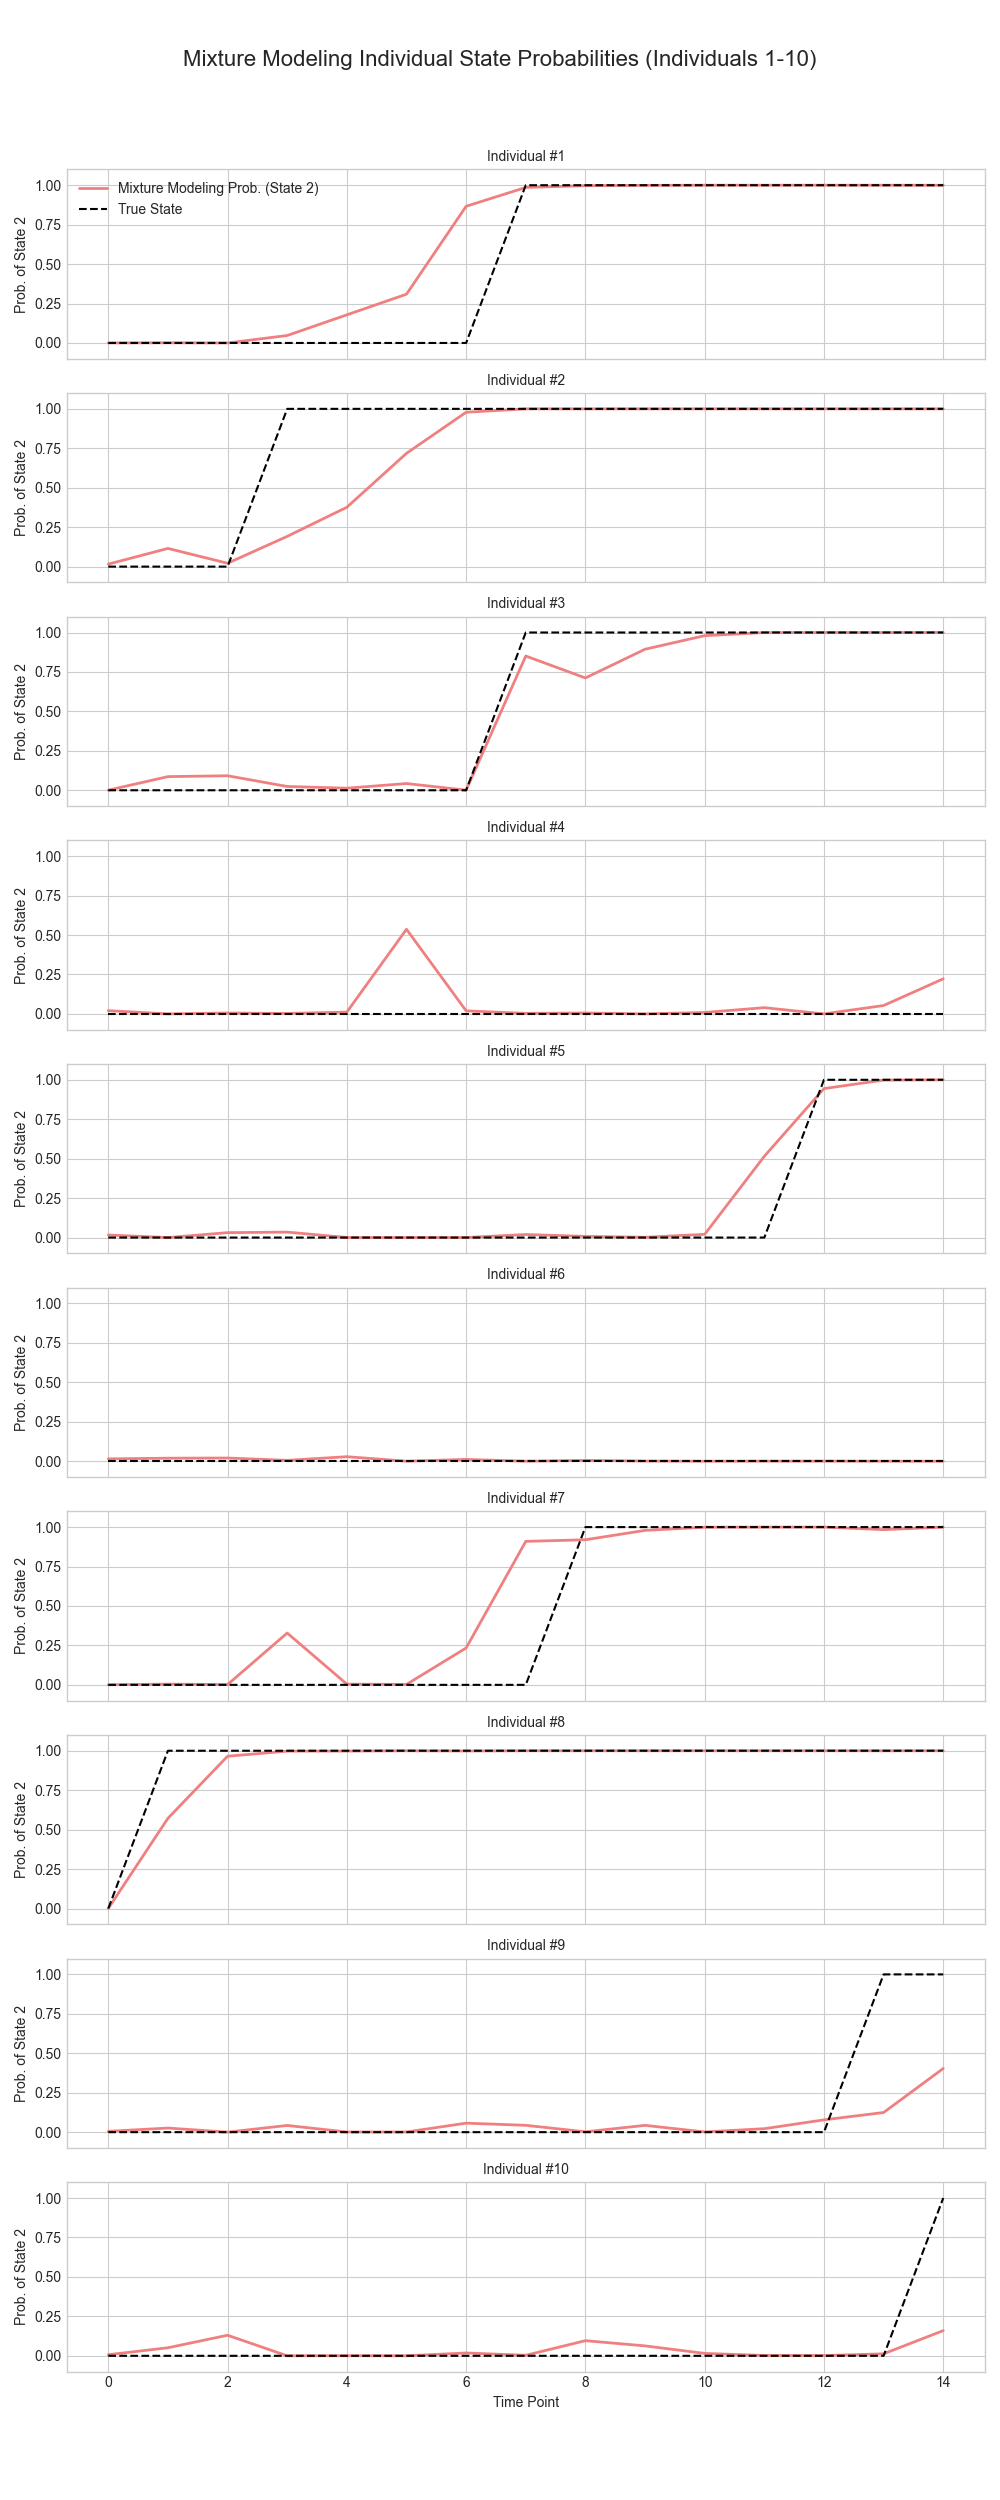 Mixture Modeling Individual State Probabilities (Individuals 1-10)
Individual #1
Mixture Modeling Prob. (State 2)
True State
Prob. of State 2
1.00
0.75
0.50
0.25
0.00
Individual #2
Prob. of State 2
1.00
0.75
0.50
0.25
0.00
Individual #3
Prob. of State 2
1.00
0.75
0.50
0.25
0.00
Individual #4
Prob. of State 2
1.00
0.75
0.50
0.25
0.00
Individual #5
Prob. of State 2
1.00
0.75
0.50
0.25
0.00
Individual #6
Prob. of State 2
1.00
0.75
0.50
0.25
0.00
Individual #7
Prob. of State 2
1.00
0.75
0.50
0.25
0.00
Individual #8
Prob. of State 2
1.00
0.75
0.50
0.25
0.00
Individual #9
Prob. of State 2
1.00
0.75
0.50
0.25
0.00
Individual #10
Prob. of State 2
1.00
0.75
0.50
0.25
0.00
0 2 4 6 8 10 12 14
Time Point